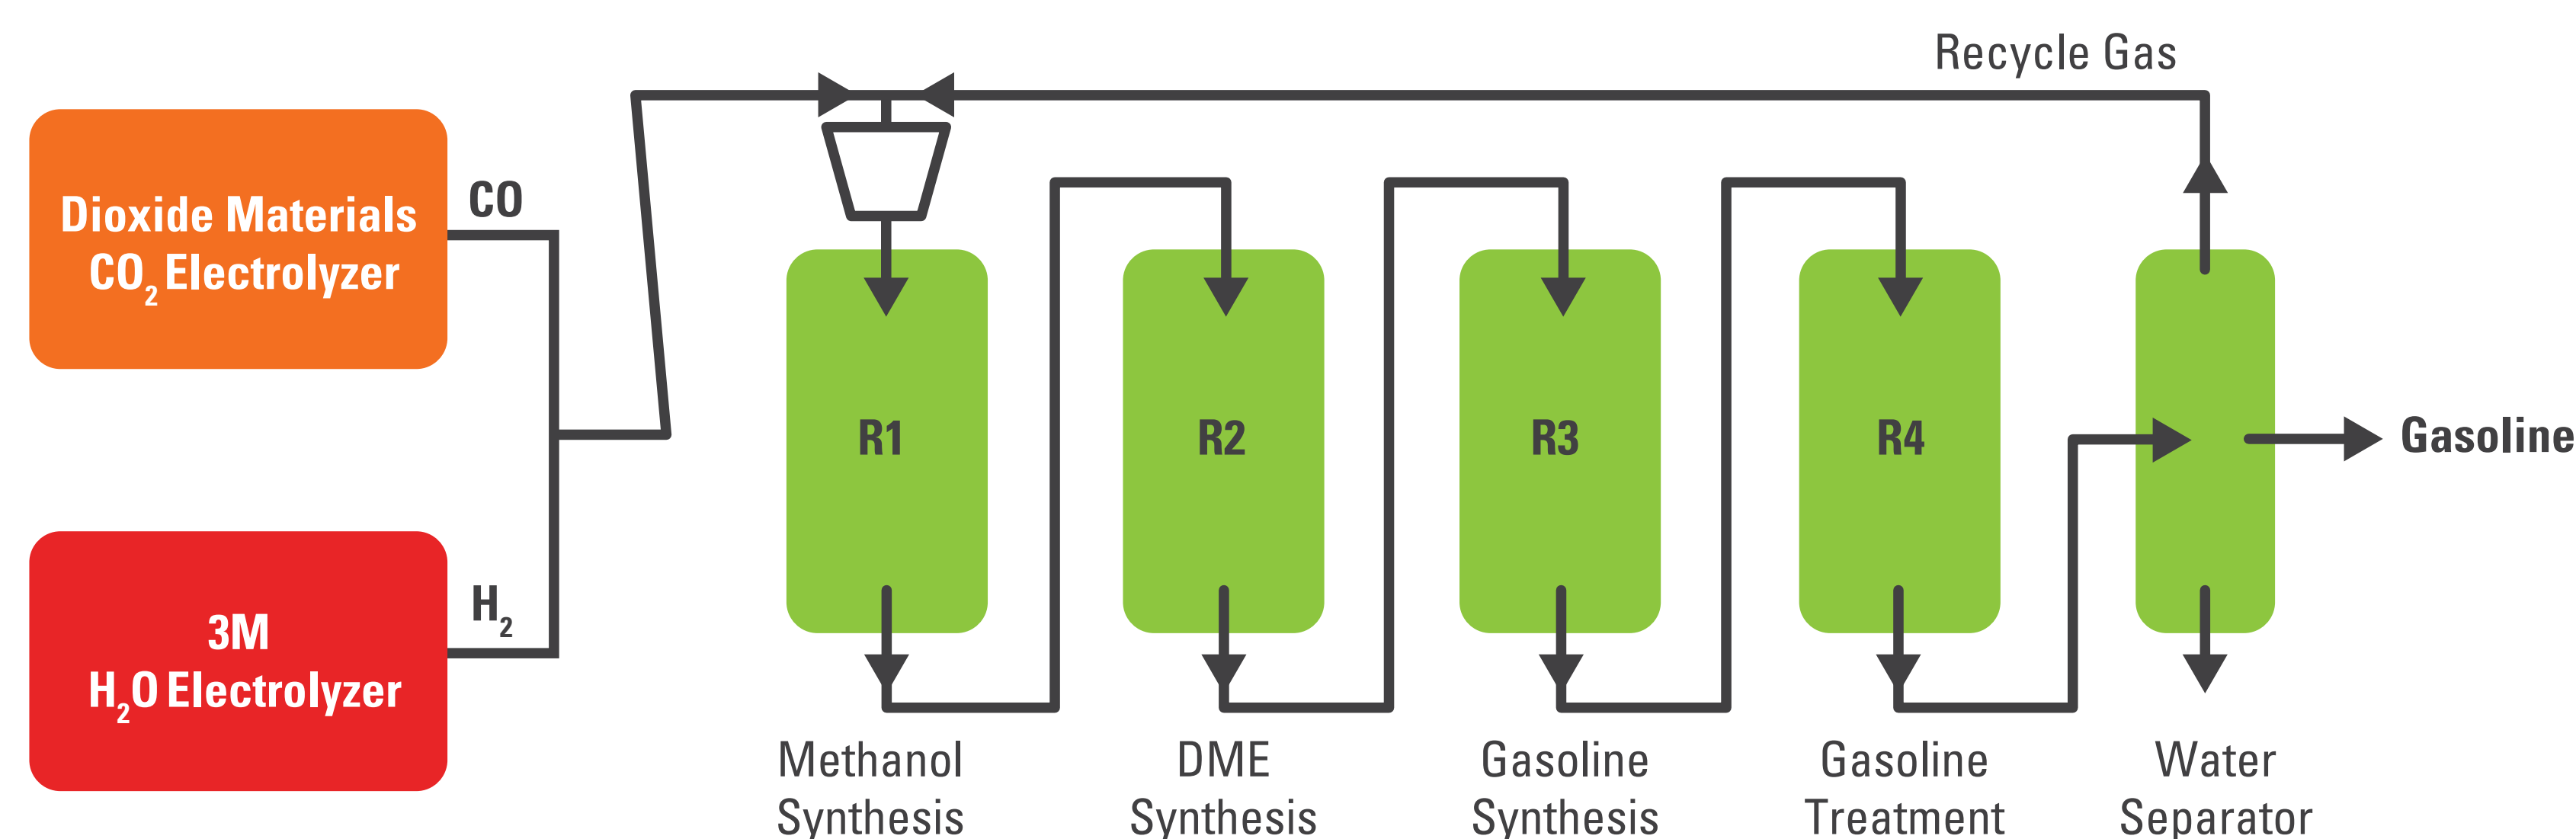 Recycle Gas
Dioxide Materials
CO₂ Electrolyzer
CO
3M
H₂O Electrolyzer
H₂
R1
R2
R3
R4
Gasoline
Methanol
Synthesis
DME
Synthesis
Gasoline
Synthesis
Gasoline
Treatment
Water
Separator